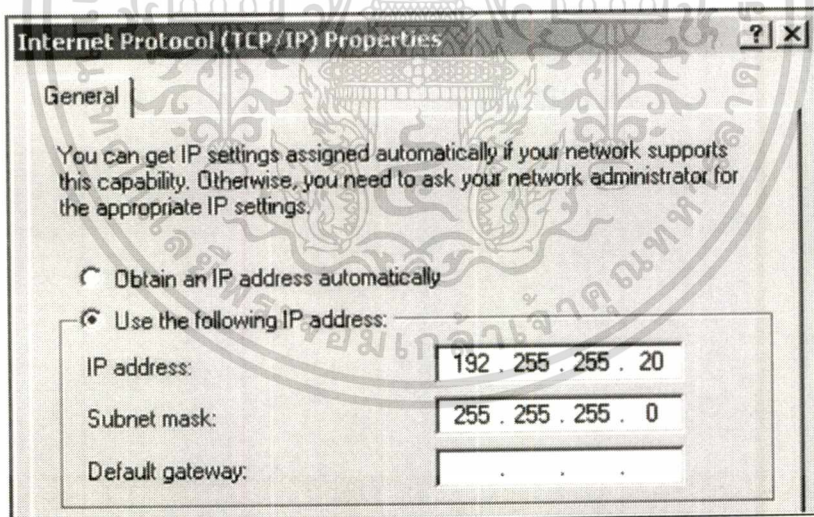 Internet Protocol (TCP/IP) Properties ? X
General
You can get IP settings assigned automatically if your network supports
this capability. Otherwise, you need to ask your network administrator for
the appropriate IP settings.
Obtain an IP address automatically
Use the following IP address:
IP address: 192 . 255 . 255 . 20
Subnet mask: 255 . 255 . 255 . 0
Default gateway: . . .